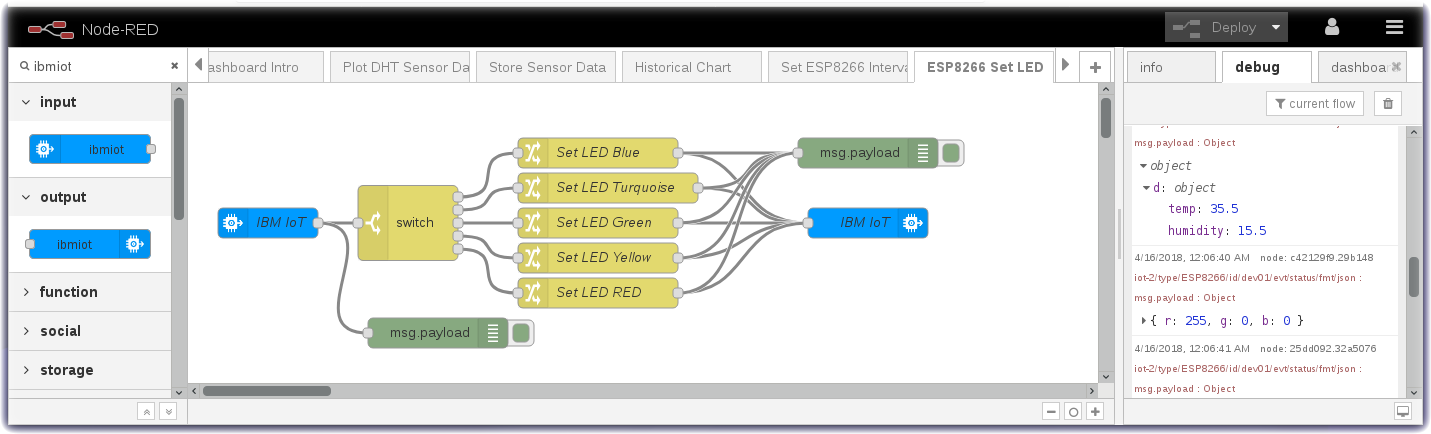 Node-RED
Deploy
ibmiot
ashboard Intro
Plot DHT Sensor Da
Store Sensor Data
Historical Chart
Set ESP8266 Interva
ESP8266 Set LED
info
debug
dashboar
current flow
input
ibmiot
output
ibmiot
function
social
storage
IBM IoT
switch
Set LED Blue
Set LED Turquoise
Set LED Green
Set LED Yellow
Set LED RED
msg.payload
IBM IoT
msg.payload
msg.payload : Object
object
d: object
temp: 35.5
humidity: 15.5
4/16/2018, 12:06:40 AM node: c42129f9.29b148
iot-2/type/ESP8266/id/dev01/evt/status/fmt/json :
msg.payload : Object
{ r: 255, g: 0, b: 0 }
4/16/2018, 12:06:41 AM node: 25dd092.32a5076
iot-2/type/ESP8266/id/dev01/evt/status/fmt/json :
msg.payload : Object